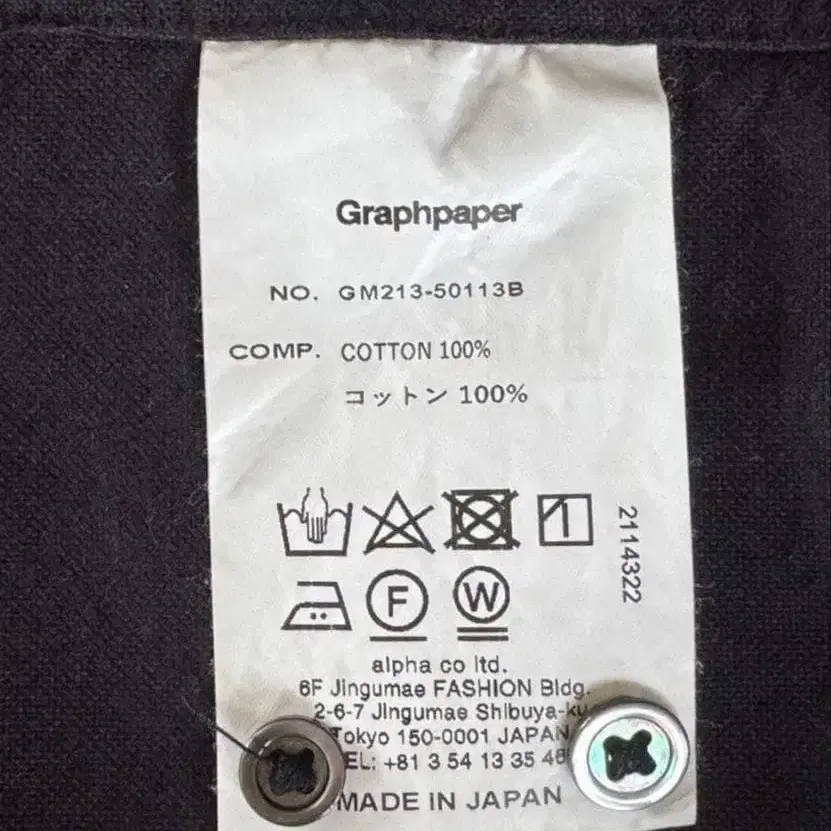 Graphpaper
NO. GM213-50113B
COMP. COTTON 100%
コットン 100%
2114322
F W
alpha co ltd.
6F Jingumae FASHION Bldg.
2-6-7 Jingumae Shibuya-ku
Tokyo 150-0001 JAPAN
+81 3 54 13 35
MADE IN JAPAN